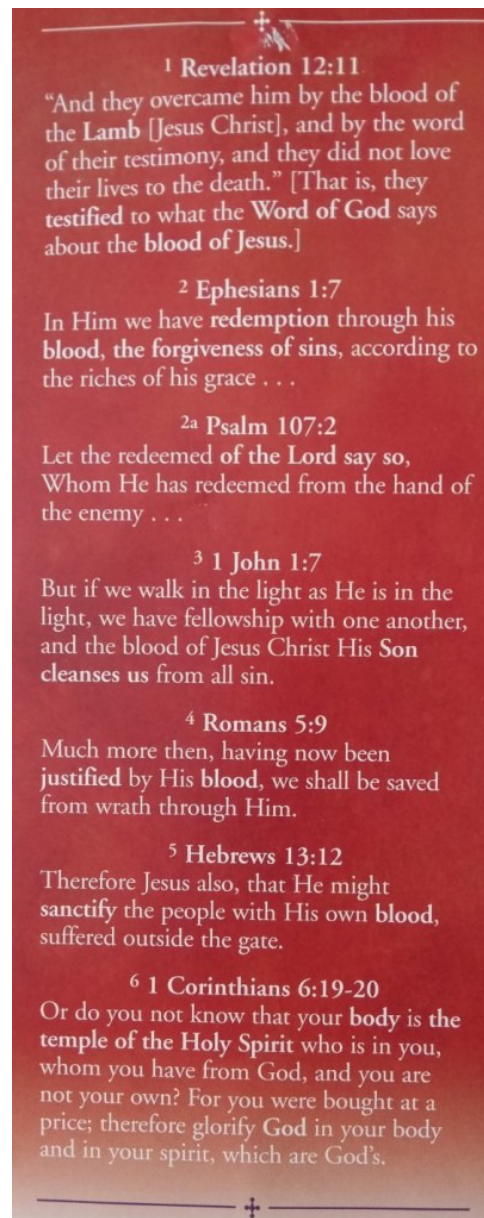 1 Revelation 12:11
“And they overcame him by the blood of
the Lamb [Jesus Christ], and by the word
of their testimony, and they did not love
their lives to the death.” [That is, they
testified to what the Word of God says
about the blood of Jesus.]
2 Ephesians 1:7
In Him we have redemption through his
blood, the forgiveness of sins, according to
the riches of his grace . . .
2a Psalm 107:2
Let the redeemed of the Lord say so,
Whom He has redeemed from the hand of
the enemy . . .
3 1 John 1:7
But if we walk in the light as He is in the
light, we have fellowship with one another,
and the blood of Jesus Christ His Son
cleanses us from all sin.
4 Romans 5:9
Much more then, having now been
justified by His blood, we shall be saved
from wrath through Him.
5 Hebrews 13:12
Therefore Jesus also, that He might
sanctify the people with His own blood,
suffered outside the gate.
6 1 Corinthians 6:19-20
Or do you not know that your body is the
temple of the Holy Spirit who is in you,
whom you have from God, and you are
not your own? For you were bought at a
price; therefore glorify God in your body
and in your spirit, which are God’s.